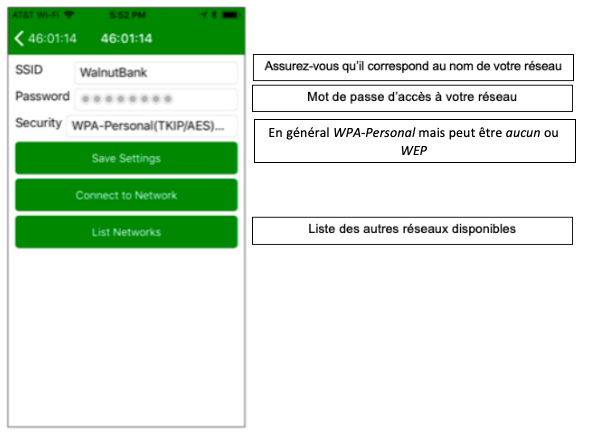 AT&T Wi-Fi 5:52 PM
46:01:14 46:01:14
SSID WalnutBank
Assurez-vous qu'il correspond au nom de votre réseau
Password ●●●●●●●●
Mot de passe d'accès à votre réseau
Security WPA-Personal(TKIP/AES)...
En général WPA-Personal mais peut être aucun ou
WEP
Save Settings
Connect to Network
List Networks
Liste des autres réseaux disponibles